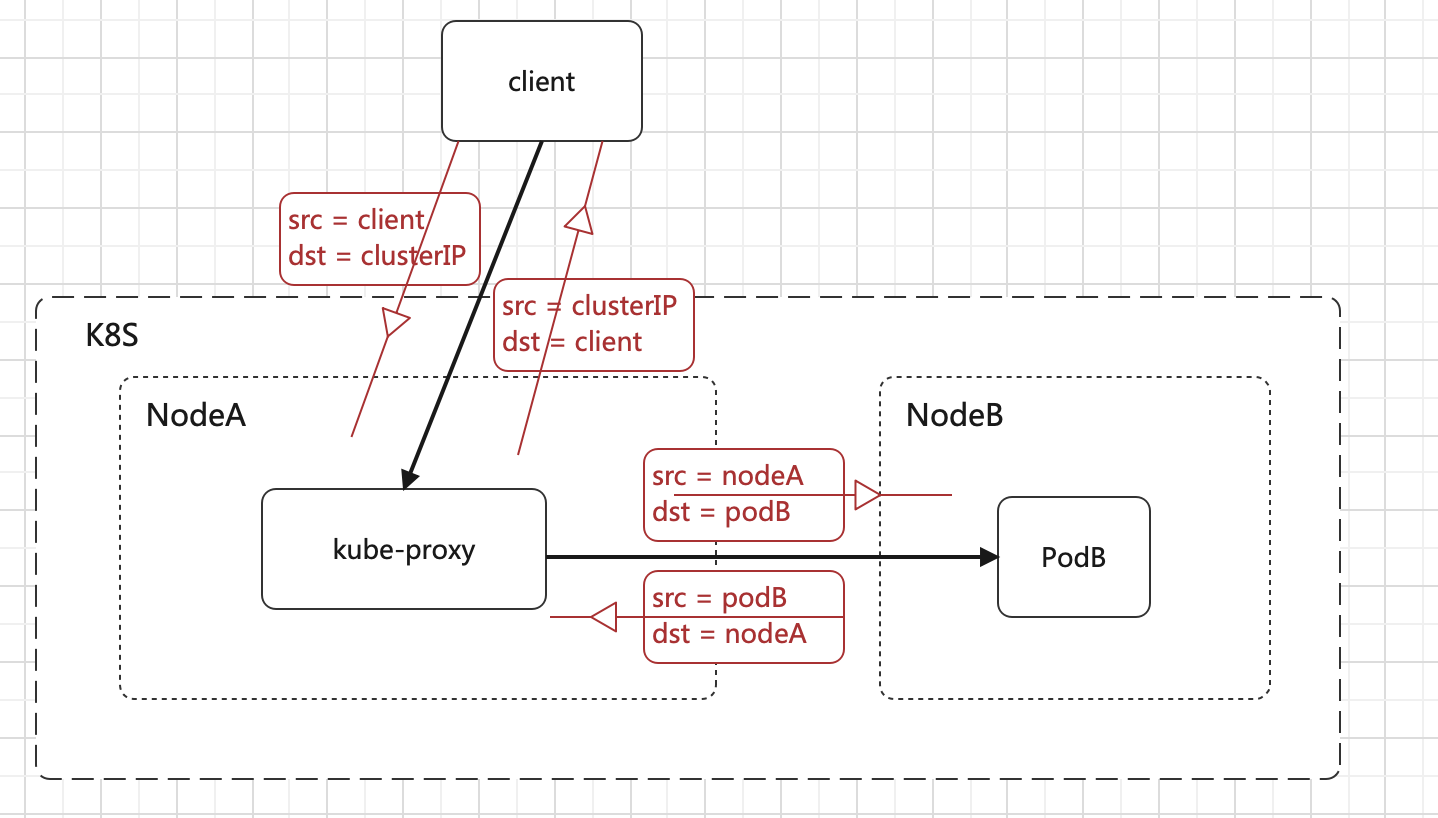 client
src = client
dst = clusterIP
src = clusterIP
dst = client
K8S
NodeA
NodeB
src = nodeA
dst = podB
kube-proxy
PodB
src = podB
dst = nodeA